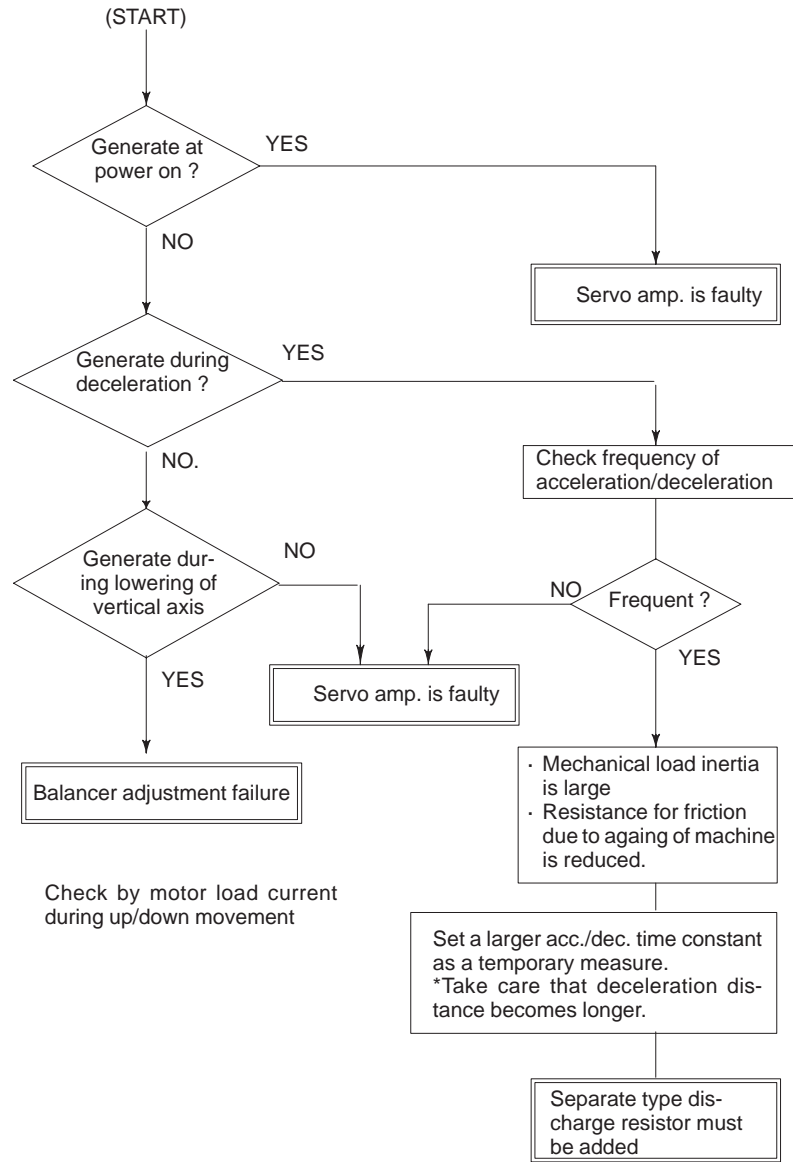 (START)
Generate at
power on ?
YES
NO
Servo amp. is faulty
Generate during
deceleration ?
YES
NO.
Check frequency of
acceleration/deceleration
Generate dur-
ing lowering of
vertical axis
NO
YES
NO
Frequent ?
YES
Servo amp. is faulty
Balancer adjustment failure
· Mechanical load inertia
is large
· Resistance for friction
due to againg of machine
is reduced.
Check by motor load current
during up/down movement
Set a larger acc./dec. time constant
as a temporary measure.
*Take care that deceleration dis-
tance becomes longer.
Separate type dis-
charge resistor must
be added